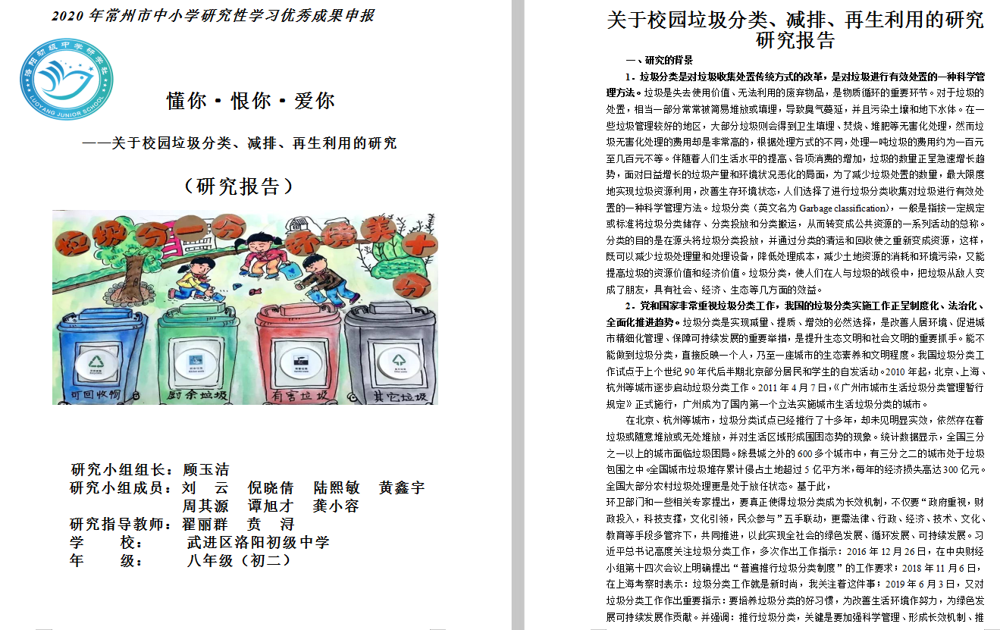 2020 年常州市中小学研究性学习优秀成果申报
洛阳初级中学研学社
LUOYANG JUNIOR SCHOOL
懂你·恨你·爱你
——关于校园垃圾分类、减排、再生利用的研究
（研究报告）
垃圾分一分 环境美十分
可回收物 厨余垃圾 有害垃圾 其它垃圾
研究小组组长：顾玉洁
研究小组成员：刘 云 倪晓倩 陆熙敏 黄鑫宇
周其源 谭旭才 龚小容
研究指导教师：翟丽群 贲 浔
学 校： 武进区洛阳初级中学
年 级： 八年级（初二）
关于校园垃圾分类、减排、再生利用的研究
研究报告
一、研究的背景
1．垃圾分类是对垃圾收集处置传统方式的改革，是对垃圾进行有效处置的一种科学管
理方法。垃圾是失去使用价值、无法利用的废弃物品，是物质循环的重要环节。对于垃圾的
处置，相当一部分常常被简易堆放或填埋，导致臭气蔓延，并且污染土壤和地下水体。在一
些垃圾管理较好的地区，大部分垃圾则会得到卫生填埋、焚烧、堆肥等无害化处理，然而垃
圾无害化处理的费用却是非常高的，根据处理方式的不同，处理一吨垃圾的费用约为一百元
至几百元不等。伴随着人们生活水平的提高、各项消费的增加，垃圾的数量正呈急速增长趋
势，面对日益增长的垃圾产量和环境状况恶化的局面，为了减少垃圾处置的数量，最大限度
地实现垃圾资源利用，改善生存环境状态，人们选择了进行垃圾分类收集对垃圾进行有效处
置的一种科学管理方法。垃圾分类（英文名为 Garbage classification），一般是指按一定规定
或标准将垃圾分类储存、分类投放和分类搬运，从而转变成公共资源的一系列活动的总称。
分类的目的是在源头将垃圾分类投放，并通过分类的清运和回收使之重新变成资源，这样，
既可以减少垃圾处理量和处理设备，降低处理成本，减少土地资源的消耗和环境污染，又能
提高垃圾的资源价值和经济价值。垃圾分类，使人们在人与垃圾的战役中，把垃圾从敌人变
成了朋友，具有社会、经济、生态等几方面的效益。
2．党和国家非常重视垃圾分类工作，我国的垃圾分类实施工作正呈制度化、法治化、
全面化推进趋势。垃圾分类是实现减量、提质、增效的必然选择，是改善人居环境、促进城
市精细化管理、保障可持续发展的重要举措，是提升生态文明和社会文明的重要抓手。能不
能做到垃圾分类，直接反映一个人，乃至一座城市的生态素养和文明程度。我国垃圾分类工
作试点于上个世纪 90 年代后半期北京部分居民和学生的自发活动。2010 年起，北京、上海、
杭州等城市逐步启动垃圾分类工作。2011 年 4 月 7 日，《广州市城市生活垃圾分类管理暂行
规定》正式施行，广州成为了国内第一个立法实施城市生活垃圾分类的城市。
在北京、杭州等城市，垃圾分类试点已经推行了十多年，却未见明显实效，依然存在着
垃圾或随意堆放或无处堆放，并对生活区域形成围困态势的现象。统计数据显示，全国三分
之一以上的城市面临垃圾困局。除县城之外的 600 多个城市中，有三分之二的城市处于垃圾
包围之中。全国城市垃圾堆存累计侵占土地超过 5 亿平方米，每年的经济损失高达 300 亿元。
全国大部分农村垃圾处理更是处于放任状态。基于此，
环卫部门和一些相关专家提出，要真正使得垃圾分类成为长效机制，不仅要“政府重视，财
政投入，科技支撑，文化引领，民众参与”五手联动，更需法律、行政、经济、技术、文化、
教育等手段多管齐下，共同推进，以此实现全社会的绿色发展、循环发展、可持续发展。习
近平总书记高度关注垃圾分类工作，多次作出工作指示：2016 年 12 月 26 日，在中央财经
小组第十四次会议上明确提出“普遍推行垃圾分类制度”的工作要求；2018 年 11 月 6 日，
在上海考察时表示：垃圾分类工作就是新时尚，我关注着这件事；2019 年 6 月 3 日，又对
垃圾分类工作作出重要指示：要培养垃圾分类的好习惯，为改善生活环境作努力，为绿色发
展可持续发展作贡献。并强调：推行垃圾分类，关键是要加强科学管理、形成长效机制、推